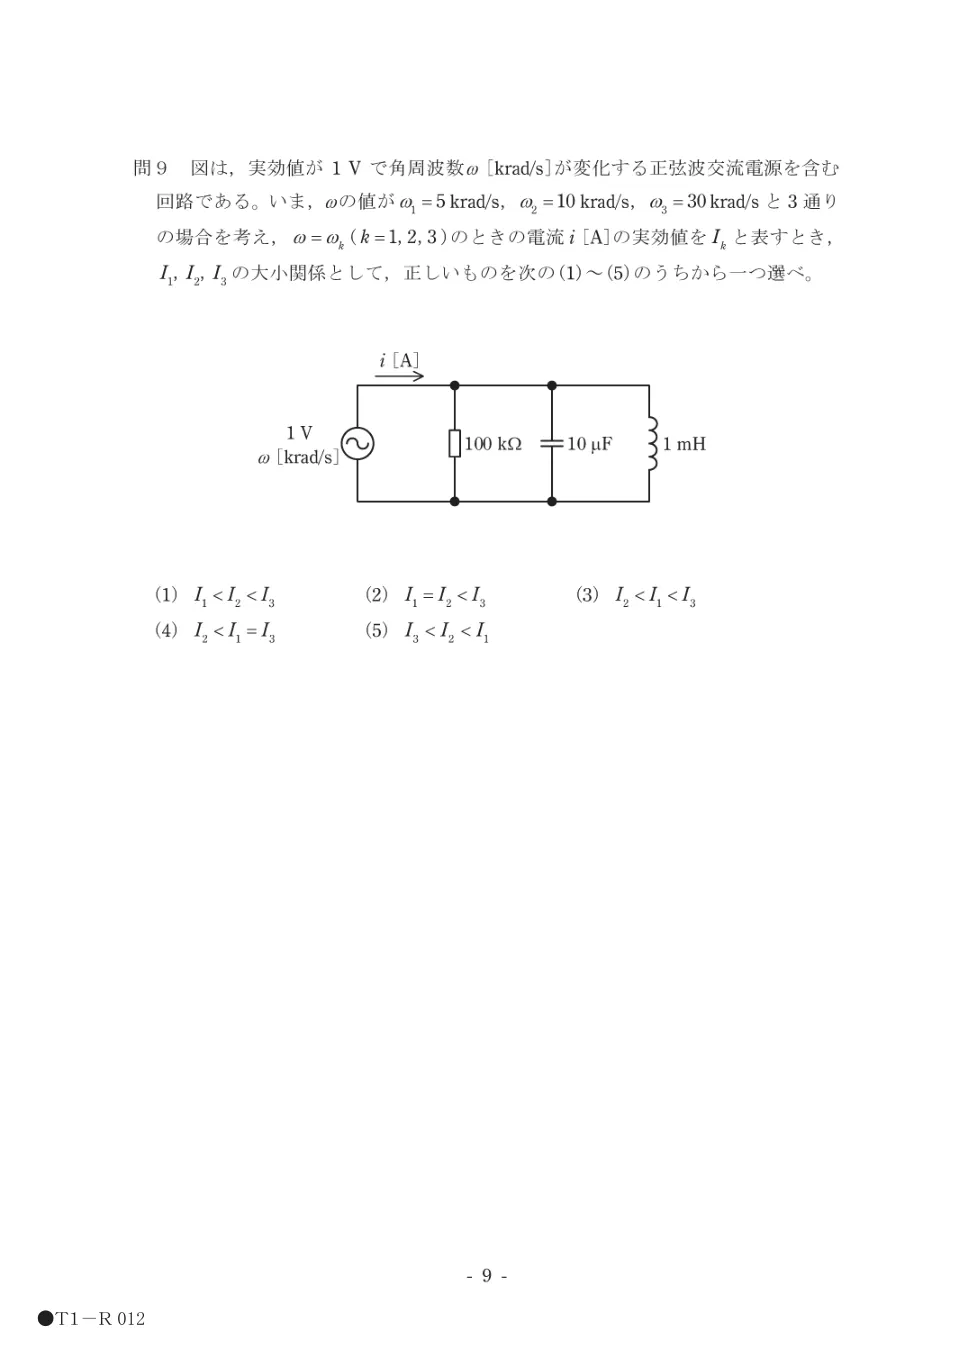 問９　図は，実効値が 1 V で角周波数ω［krad/s］が変化する正弦波交流電源を含む
回路である。いま，ωの値が ω₁ = 5 krad/s，ω₂ = 10 krad/s，ω₃ = 30 krad/s と 3 通り
の場合を考え，ω = ωₖ ( k = 1, 2, 3 )のときの電流 i［A］の実効値を Iₖ と表すとき，
I₁, I₂, I₃ の大小関係として，正しいものを次の(1)～(5)のうちから一つ選べ。
i［A］
1 V
ω［krad/s］
100 kΩ
10 μF
1 mH
(1) I₁ < I₂ < I₃ (2) I₁ = I₂ < I₃ (3) I₂ < I₁ < I₃
(4) I₂ < I₁ = I₃ (5) I₃ < I₂ < I₁
- 9 -
●T1－R 012